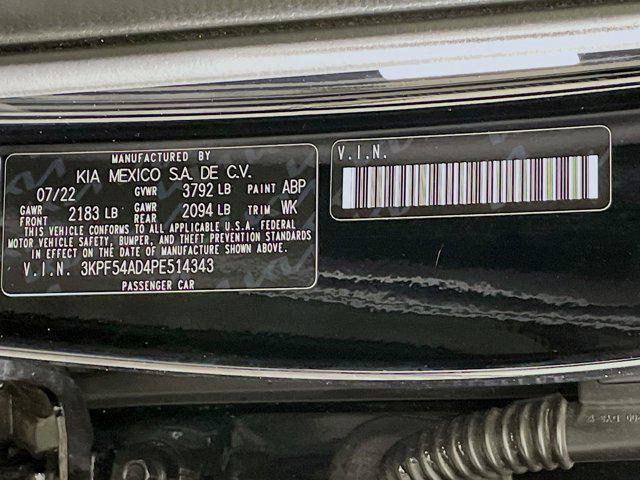 MANUFACTURED BY
KIA MEXICO S.A. DE C.V.
07/22 GVWR 3792 LB PAINT ABP
GAWR FRONT 2183 LB GAWR REAR 2094 LB TRIM WK
THIS VEHICLE CONFORMS TO ALL APPLICABLE U.S.A. FEDERAL
MOTOR VEHICLE SAFETY, BUMPER, AND THEFT PREVENTION STANDARDS
IN EFFECT ON THE DATE OF MANUFACTURE SHOWN ABOVE.
V.I.N. 3KPF54AD4PE514343
PASSENGER CAR
V.I.N.